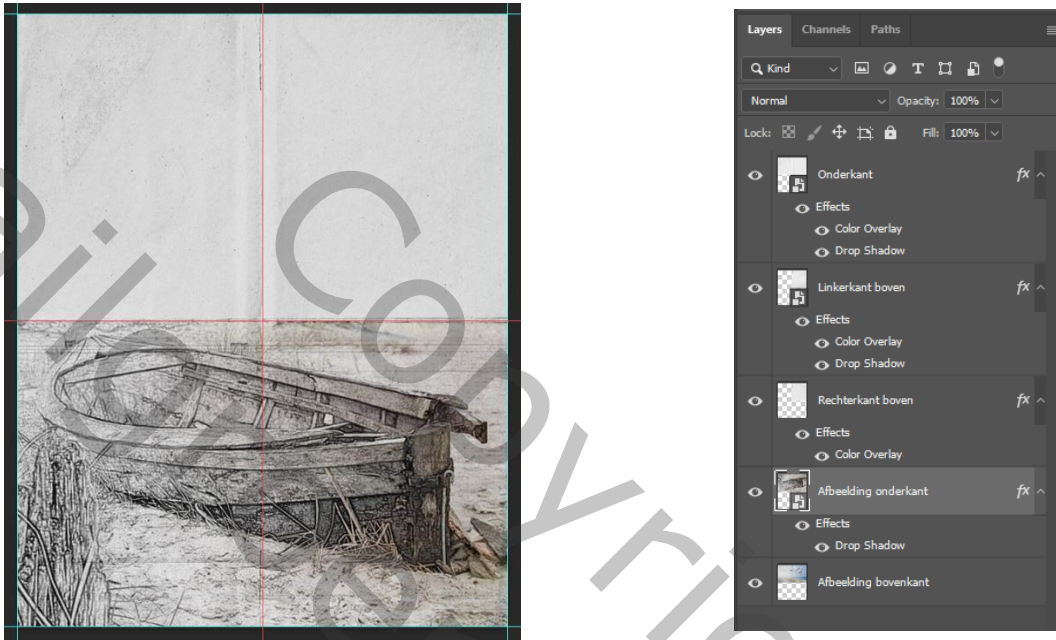 Layers Channels Paths
Kind
Normal Opacity: 100%
Lock: Fill: 100%
Onderkant fx
Effects
Color Overlay
Drop Shadow
Linkerkant boven fx
Effects
Color Overlay
Drop Shadow
Rechterkant boven fx
Effects
Color Overlay
Afbeelding onderkant fx
Effects
Drop Shadow
Afbeelding bovenkant